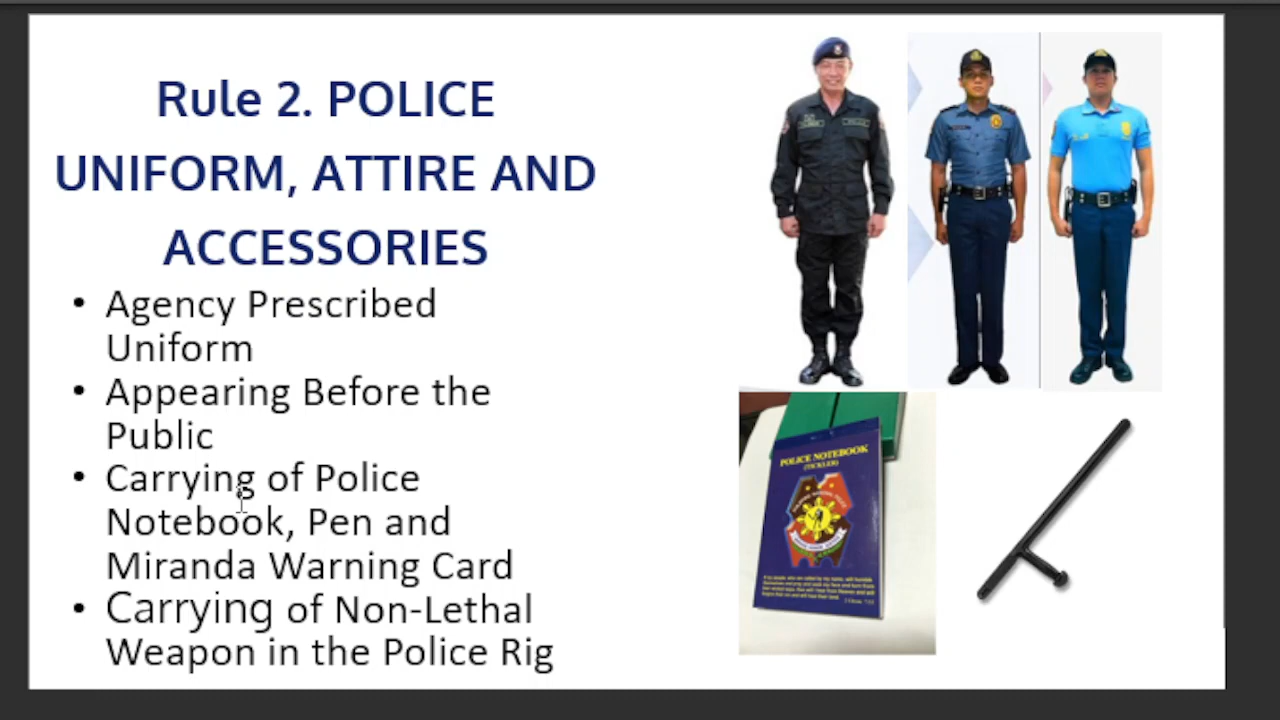 Rule 2. POLICE
UNIFORM, ATTIRE AND
ACCESSORIES
• Agency Prescribed
Uniform
• Appearing Before the
Public
• Carrying of Police
Notebook, Pen and
Miranda Warning Card
• Carrying of Non-Lethal
Weapon in the Police Rig
POLICE NOTEBOOK
(TICKLER)